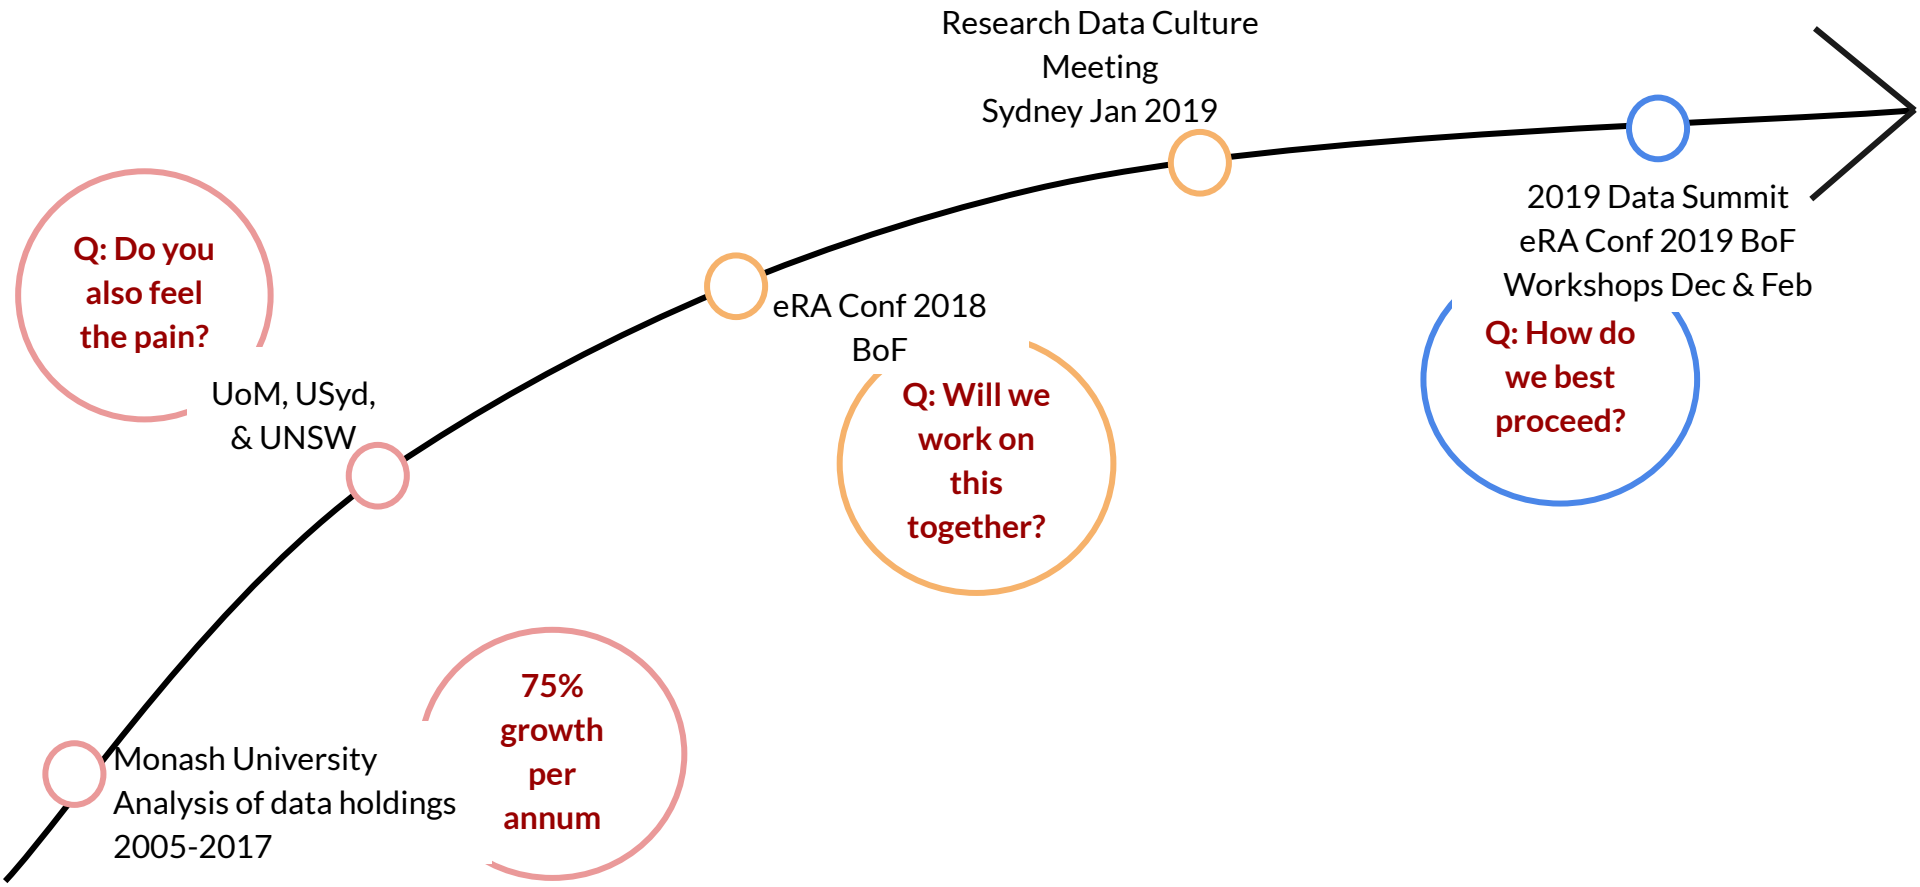 Research Data Culture
Meeting
Sydney Jan 2019
2019 Data Summit
eRA Conf 2019 BoF
Workshops Dec & Feb
Q: How do
we best
proceed?
Q: Do you
also feel
the pain?
UoM, USyd,
& UNSW
eRA Conf 2018
BoF
Q: Will we
work on
this
together?
75%
growth
per
annum
Monash University
Analysis of data holdings
2005-2017